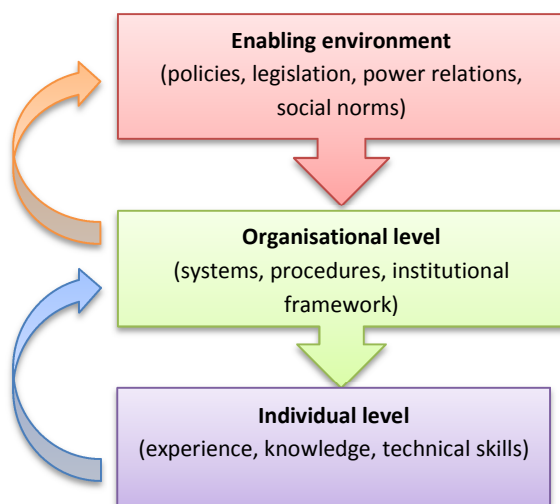 Enabling environment
(policies, legislation, power relations,
social norms)
Organisational level
(systems, procedures, institutional
framework)
Individual level
(experience, knowledge, technical skills)